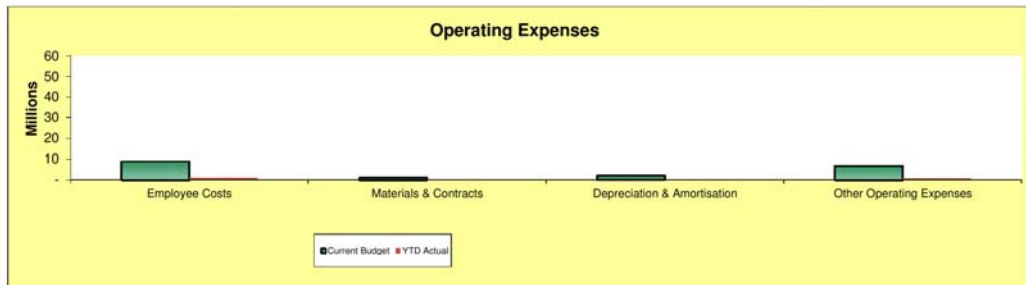 Operating Expenses
Millions
60
50
40
30
20
10
-
Employee Costs
Materials & Contracts
Depreciation & Amortisation
Other Operating Expenses
Current Budget
YTD Actual